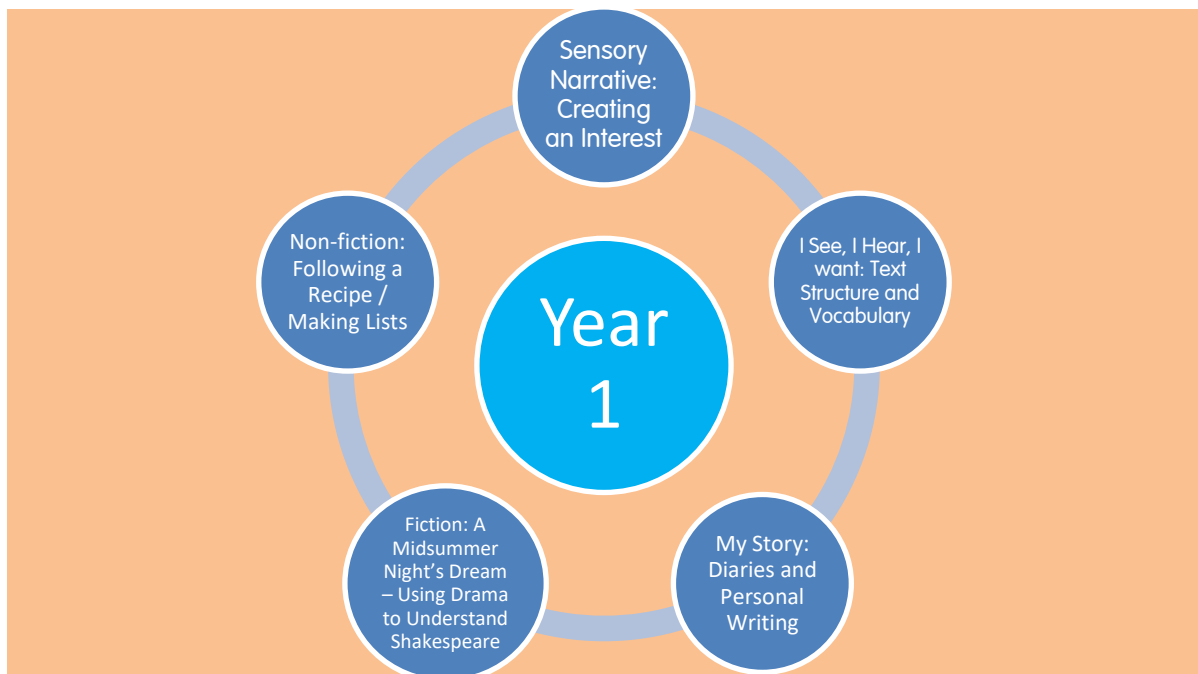 Sensory
Narrative:
Creating
an Interest
I See, I Hear, I
want: Text
Structure and
Vocabulary
My Story:
Diaries and
Personal
Writing
Fiction: A
Midsummer
Night’s Dream
– Using Drama
to Understand
Shakespeare
Non-fiction:
Following a
Recipe /
Making Lists
Year
1